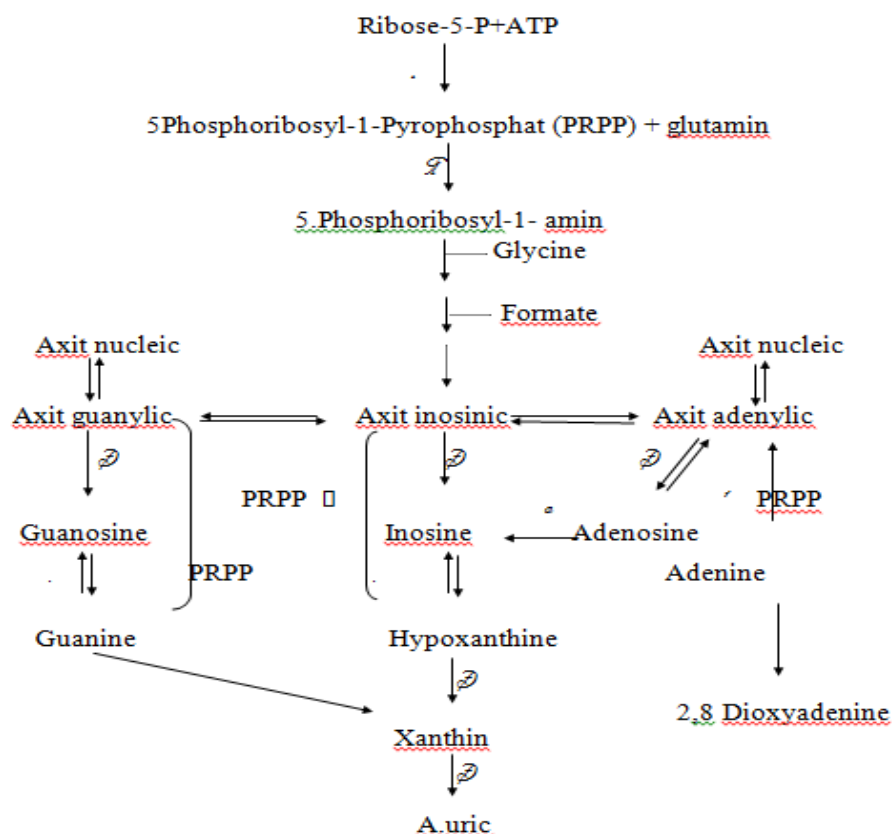 Ribose-5-P+ATP
5Phosphoribosyl-1-Pyrophosphat (PRPP) + glutamin
5.Phosphoribosyl-1- amin
Glycine
Formate
Axit nucleic Axit nucleic
Axit guanylic Axit inosinic Axit adenylic
PRPP PRPP
Guanosine Inosine Adenosine
PRPP Adenine
Guanine Hypoxanthine
2,8 Dioxyadenine
Xanthin
A.uric